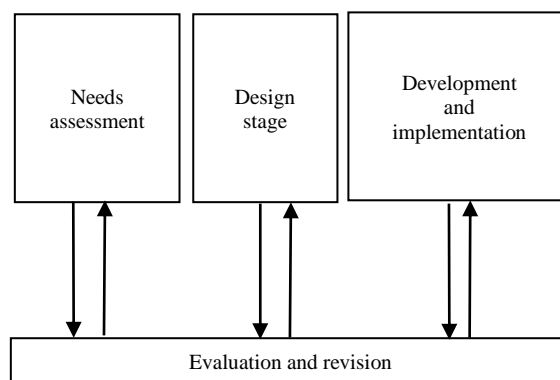 Needs
assessment
Design
stage
Development
and
implementation
Evaluation and revision